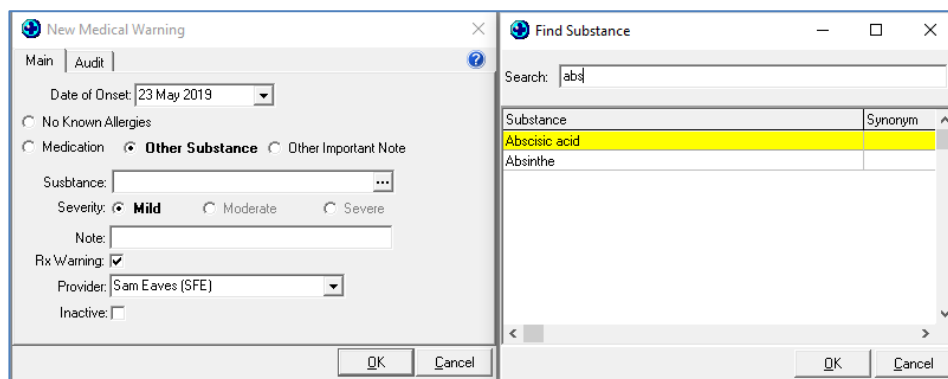 New Medical Warning
Main Audit
Date of Onset: 23 May 2019
No Known Allergies
Medication Other Substance Other Important Note
Susbtance: ...
Severity: Mild Moderate Severe
Note:
Rx Warning:
Provider: Sam Eaves (SFE)
Inactive:
OK Cancel
Find Substance
Search: abs
Substance Synonym
Abscisic acid
Absinthe
OK Cancel